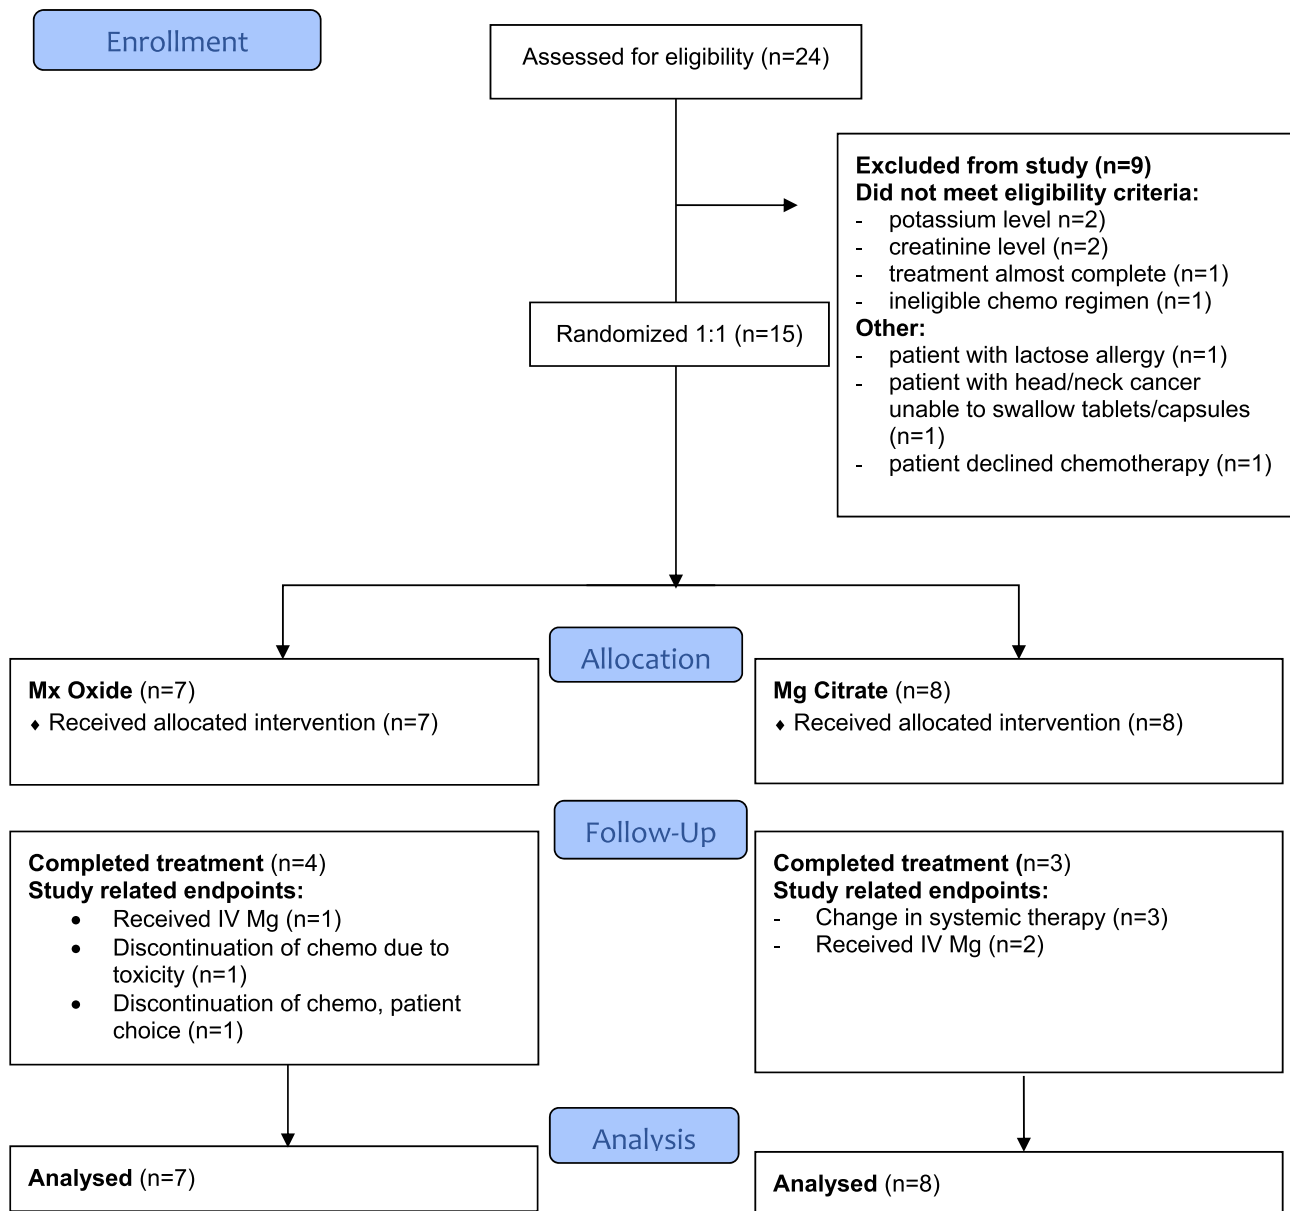 Enrollment
Assessed for eligibility (n=24)
Excluded from study (n=9)
Did not meet eligibility criteria:
- potassium level n=2)
- creatinine level (n=2)
- treatment almost complete (n=1)
- ineligible chemo regimen (n=1)
Other:
- patient with lactose allergy (n=1)
- patient with head/neck cancer
unable to swallow tablets/capsules
(n=1)
- patient declined chemotherapy (n=1)
Randomized 1:1 (n=15)
Allocation
Mx Oxide (n=7)
♦ Received allocated intervention (n=7)
Mg Citrate (n=8)
♦ Received allocated intervention (n=8)
Follow-Up
Completed treatment (n=4)
Study related endpoints:
• Received IV Mg (n=1)
• Discontinuation of chemo due to
toxicity (n=1)
• Discontinuation of chemo, patient
choice (n=1)
Completed treatment (n=3)
Study related endpoints:
- Change in systemic therapy (n=3)
- Received IV Mg (n=2)
Analysis
Analysed (n=7)
Analysed (n=8)